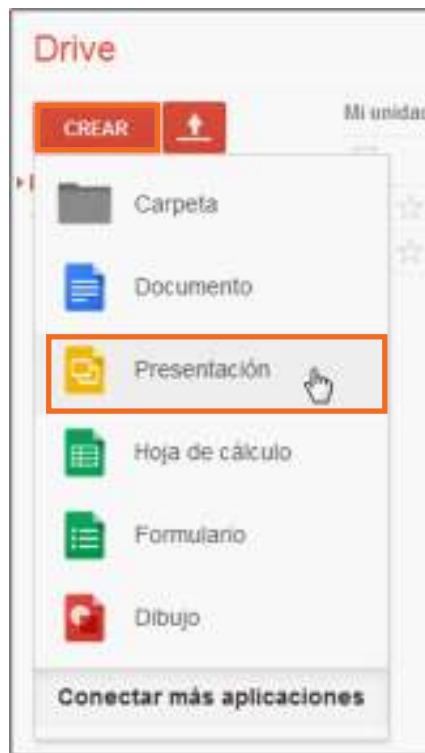 Drive
CREAR
Mi unidad
Carpeta
Documento
Presentación
Hoja de cálculo
Formulario
Dibujo
Conectar más aplicaciones